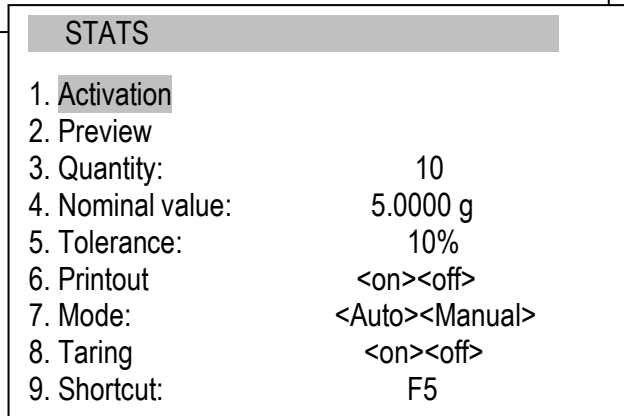 STATS
1. Activation
2. Preview
3. Quantity: 10
4. Nominal value: 5.0000 g
5. Tolerance: 10%
6. Printout <on><off>
7. Mode: <Auto><Manual>
8. Taring <on><off>
9. Shortcut: F5